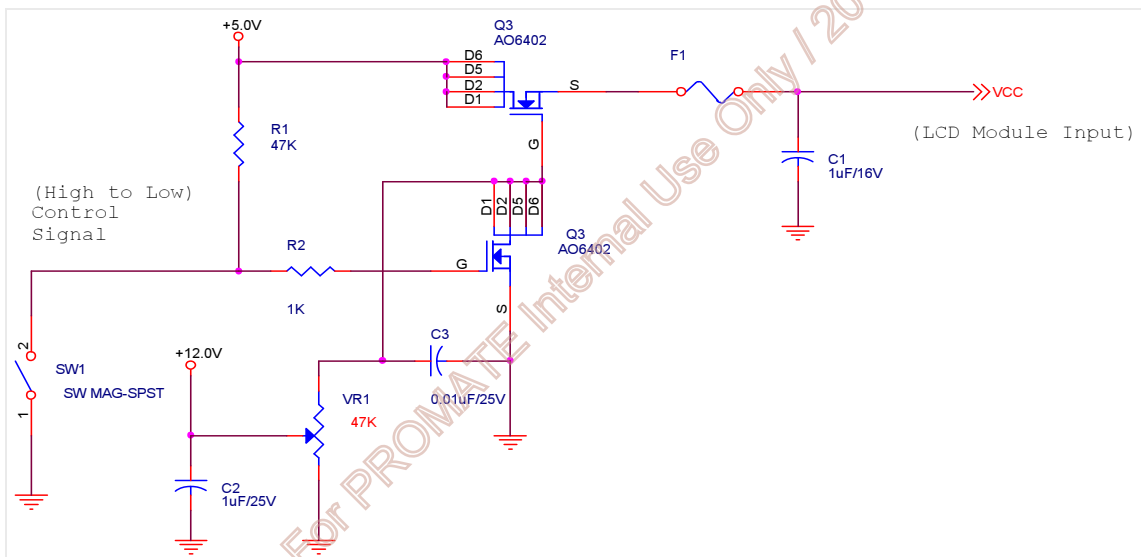 +5.0V
Q3
AO6402
D6
D5
D2
D1
S
G
F1
VCC
(LCD Module Input)
R1
47K
C1
1uF/16V
(High to Low)
Control
Signal
D1
D2
D5
D6
Q3
AO6402
R2
1K
G
S
+12.0V
C3
0.01uF/25V
2
SW1
SW MAG-SPST
1
VR1
47K
C2
1uF/25V
For PROMATE Internal Use Only / 20